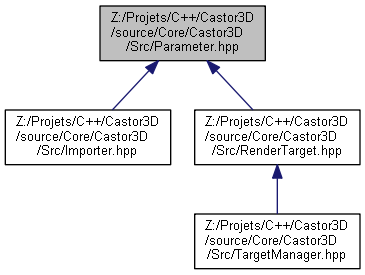 Z:/Projets/C++/Castor3D
/source/Core/Castor3D
/Src/Parameter.hpp
Z:/Projets/C++/Castor3D
/source/Core/Castor3D
/Src/Importer.hpp
Z:/Projets/C++/Castor3D
/source/Core/Castor3D
/Src/RenderTarget.hpp
Z:/Projets/C++/Castor3D
/source/Core/Castor3D
/Src/TargetManager.hpp